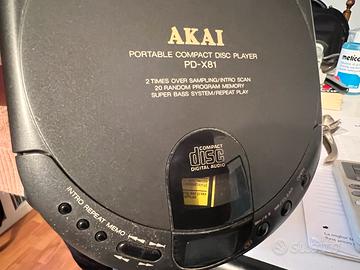 AKAI
PORTABLE COMPACT DISC PLAYER
PD-X81
2 TIMES OVER SAMPLING/INTRO SCAN
20 RANDOM PROGRAM MEMORY
SUPER BASS SYSTEM/REPEAT PLAY
COMPACT
disc
DIGITAL AUDIO
INTRO REPEAT MEMO
subito